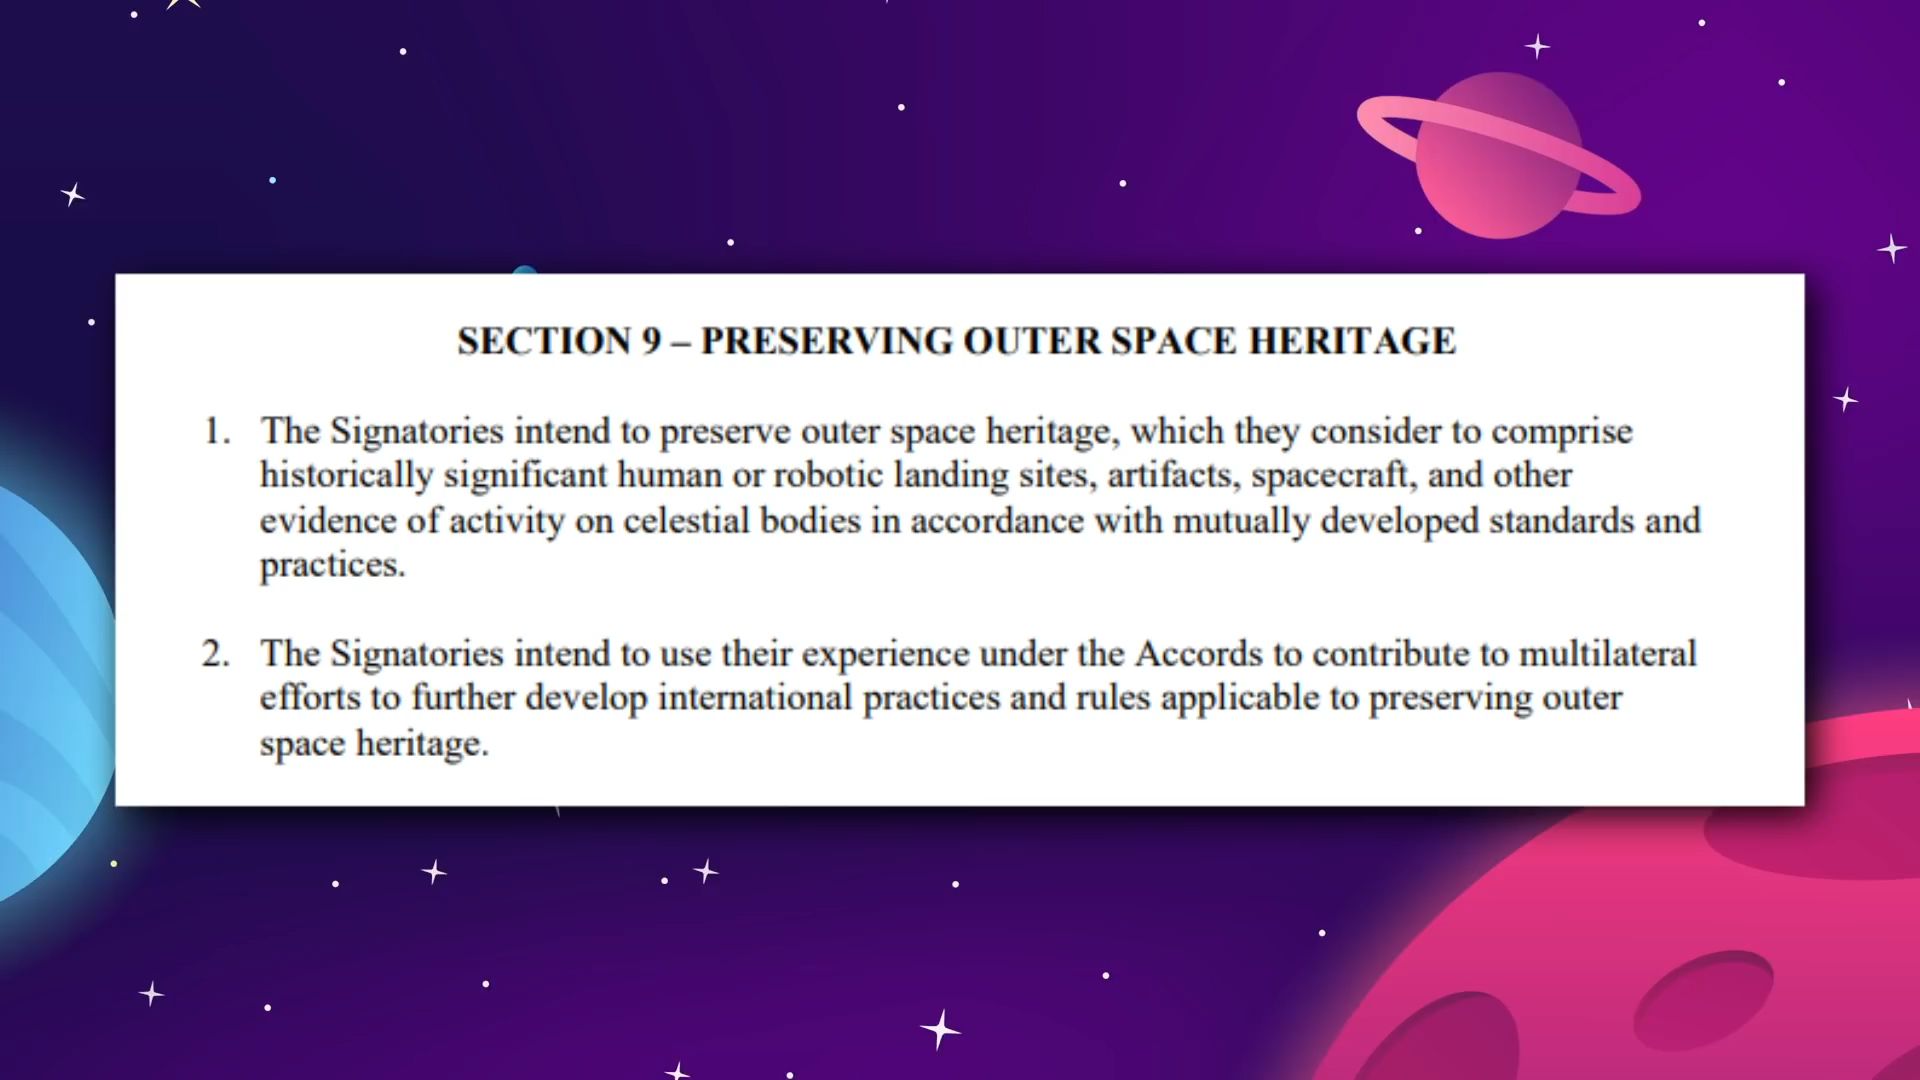 SECTION 9 – PRESERVING OUTER SPACE HERITAGE
1. The Signatories intend to preserve outer space heritage, which they consider to comprise
historically significant human or robotic landing sites, artifacts, spacecraft, and other
evidence of activity on celestial bodies in accordance with mutually developed standards and
practices.
2. The Signatories intend to use their experience under the Accords to contribute to multilateral
efforts to further develop international practices and rules applicable to preserving outer
space heritage.